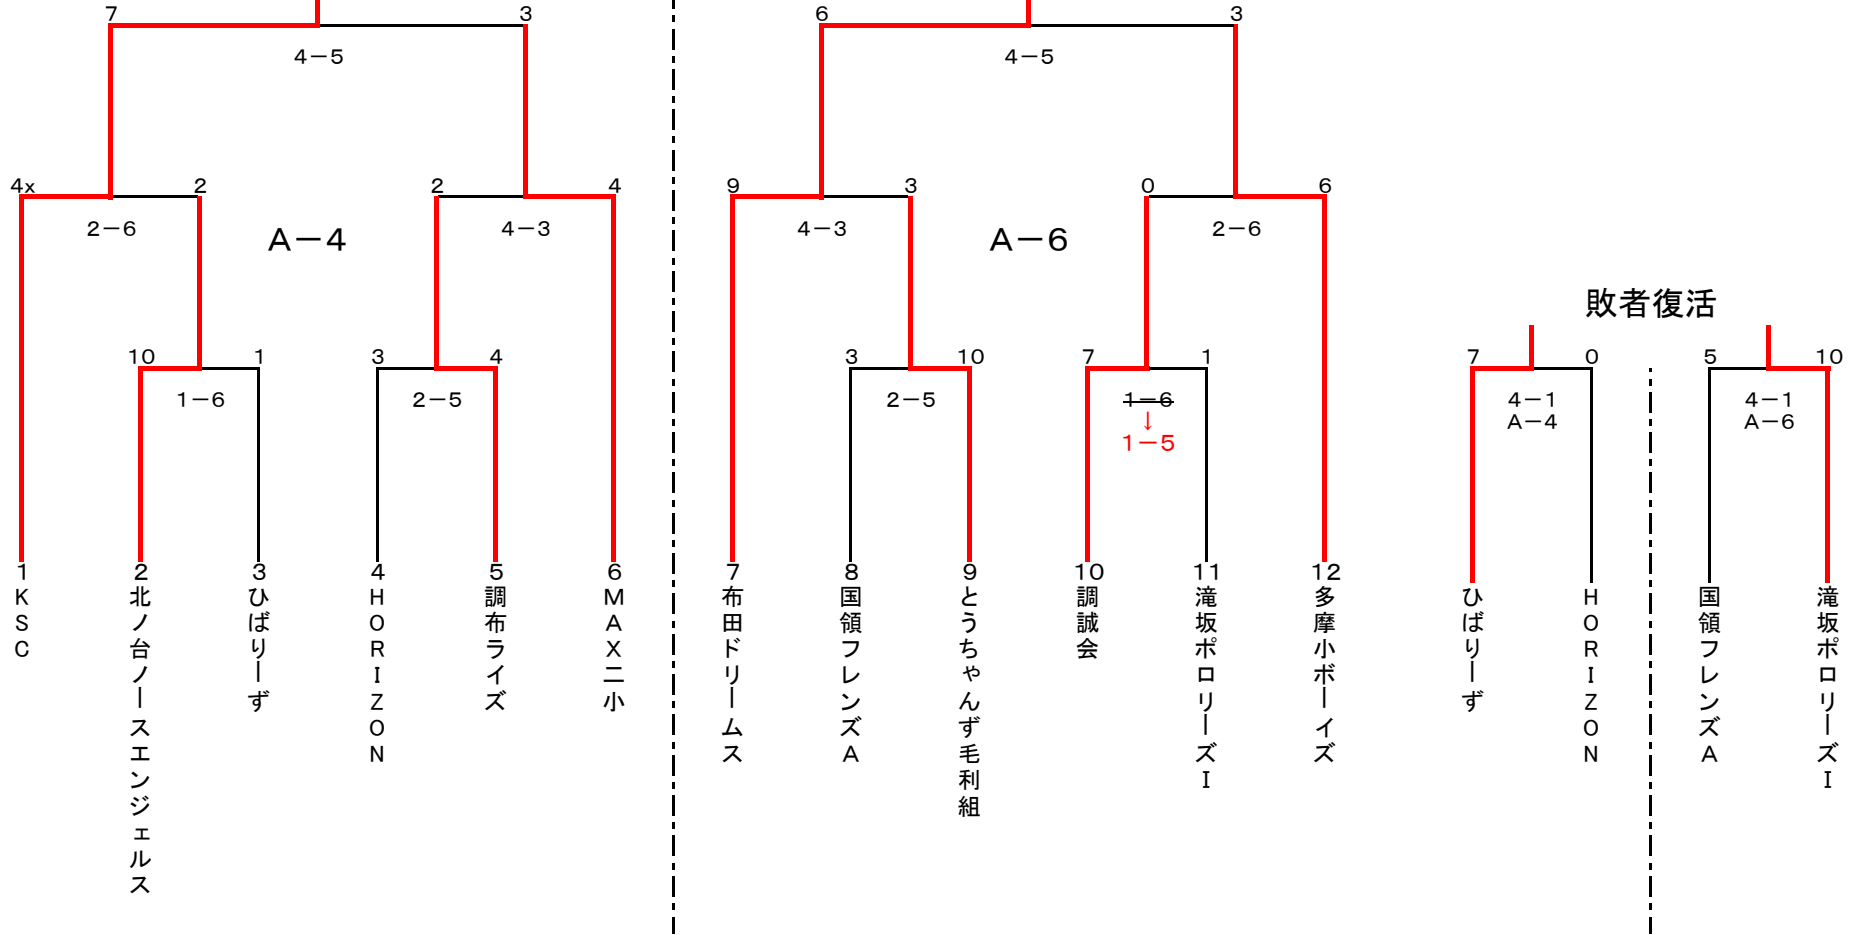 7 3 6 3
4－5 4－5
4x 2 2 4 9 3 0 6
2－6 4－3 4－3 2－6
A－4 A－6
敗者復活
10 1 3 4 3 10 7 1 7 0 5 10
1－6 2－5 2－5 1－6 4－1 4－1
↓ A－4 A－6
1－5
1 KSC
2 北ノ台ノースエンジェルス
3 ひばりーず
4 HORIZON
5 調布ライズ
6 MAX二小
7 布田ドリームス
8 国領フレンズA
9 とうちゃんず毛利組
10 調誠会
11 滝坂ポロリーズI
12 多摩小ボーイズ
ひばりーず
HORIZON
国領フレンズA
滝坂ポロリーズI